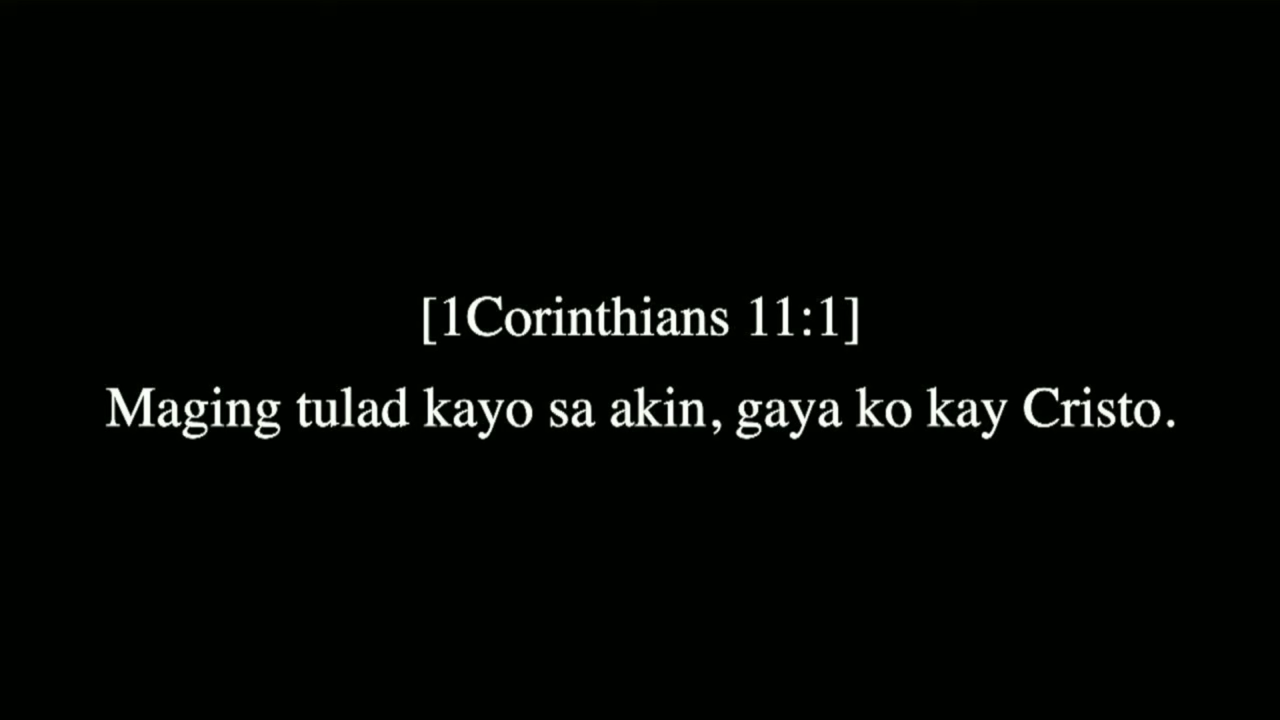 [1Corinthians 11:1]
Maging tulad kayo sa akin, gaya ko kay Cristo.